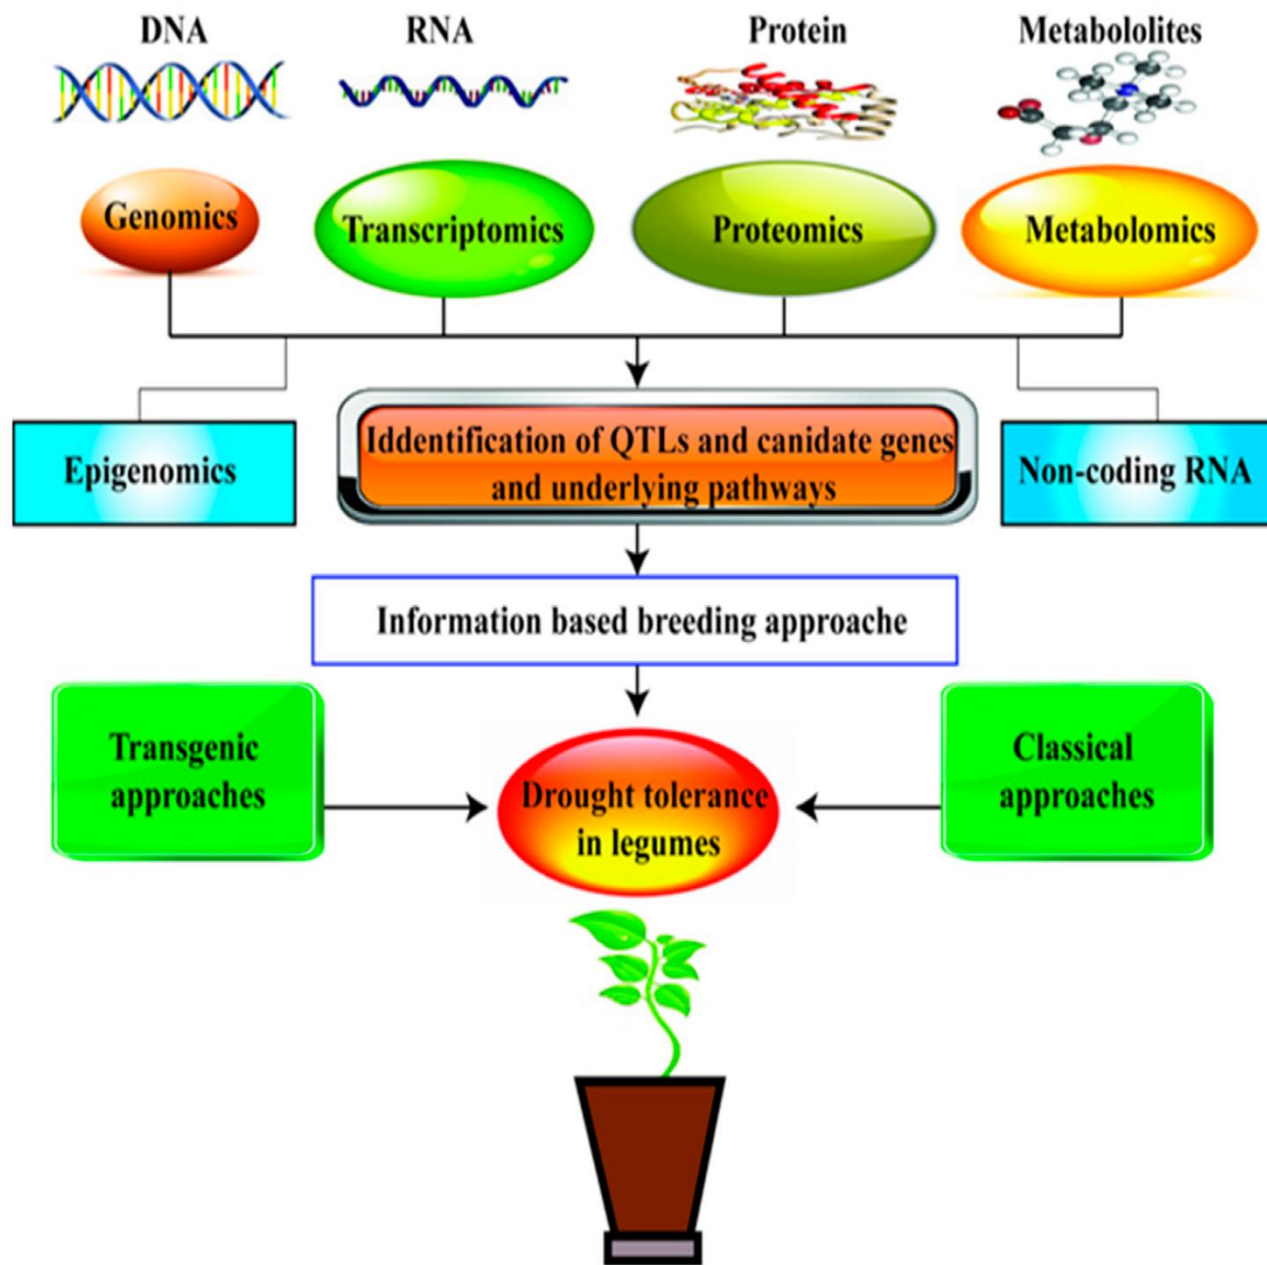 DNA
RNA
Protein
Metabololites
Genomics
Transcriptomics
Proteomics
Metabolomics
Epigenomics
Iddentification of QTLs and canidate genes
and underlying pathways
Non-coding RNA
Information based breeding approache
Transgenic
approaches
Classical
approaches
Drought tolerance
in legumes